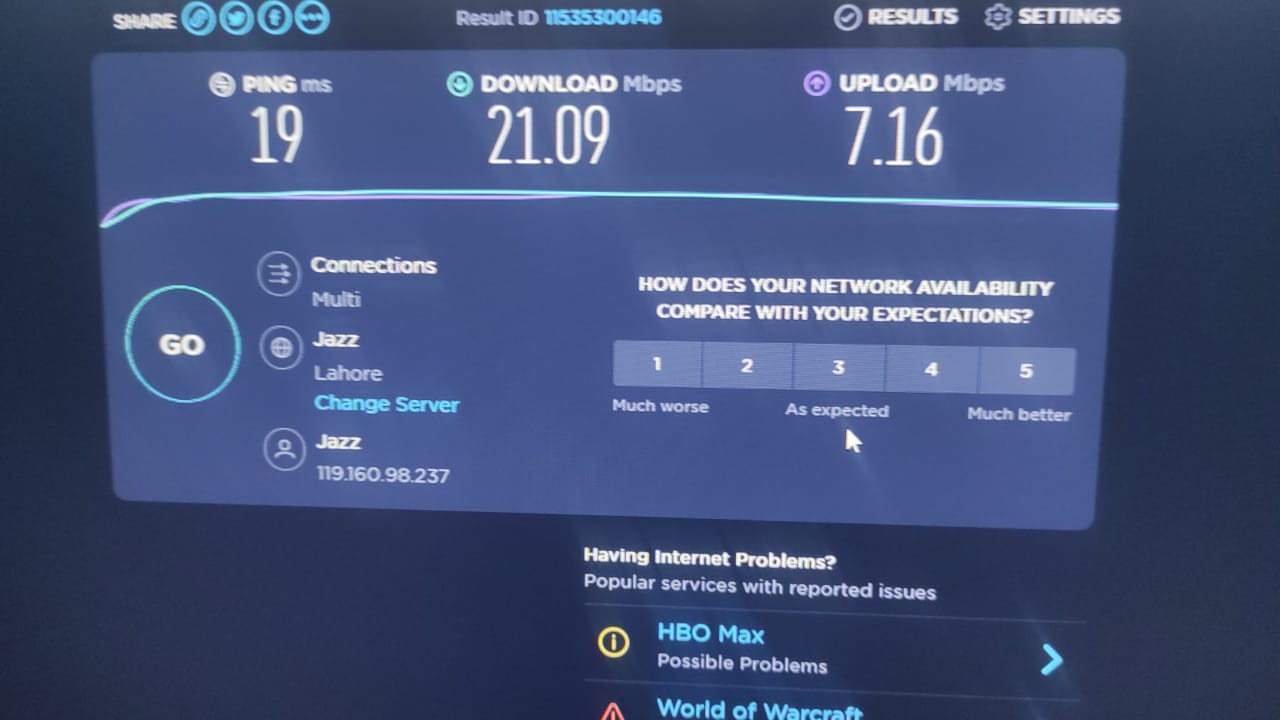 SHARE
Result ID 11535300146
RESULTS
SETTINGS
PING ms
19
DOWNLOAD Mbps
21.09
UPLOAD Mbps
7.16
GO
Connections
Multi
Jazz
Lahore
Change Server
Jazz
119.160.98.237
HOW DOES YOUR NETWORK AVAILABILITY
COMPARE WITH YOUR EXPECTATIONS?
1 2 3 4 5
Much worse As expected Much better
Having Internet Problems?
Popular services with reported issues
HBO Max
Possible Problems
World of Warcraft